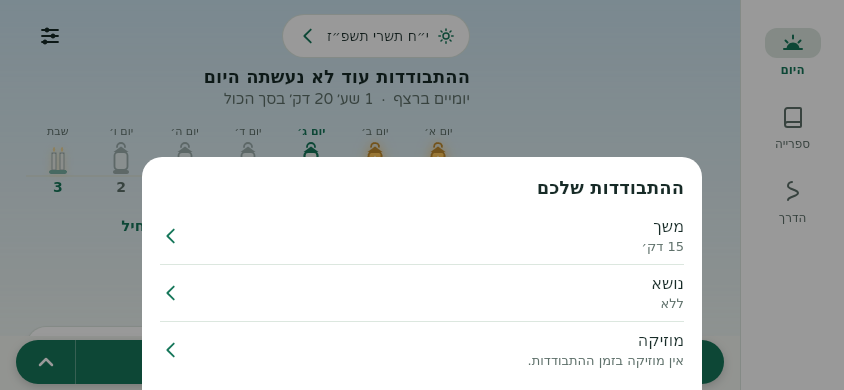 היום
ספרייה
הדרך
י״ח תשרי תשפ״ז
ההתבודדות עוד לא נעשתה היום
יומיים ברצף · 1 שע׳ 20 דק׳ בסך הכול
יום א׳ יום ב׳ יום ג׳ יום ד׳ יום ה׳ יום ו׳ שבת
2 3
ההתבודדות שלכם
משך
15 דק׳
נושא
ללא
מוזיקה
אין מוזיקה בזמן ההתבודדות.